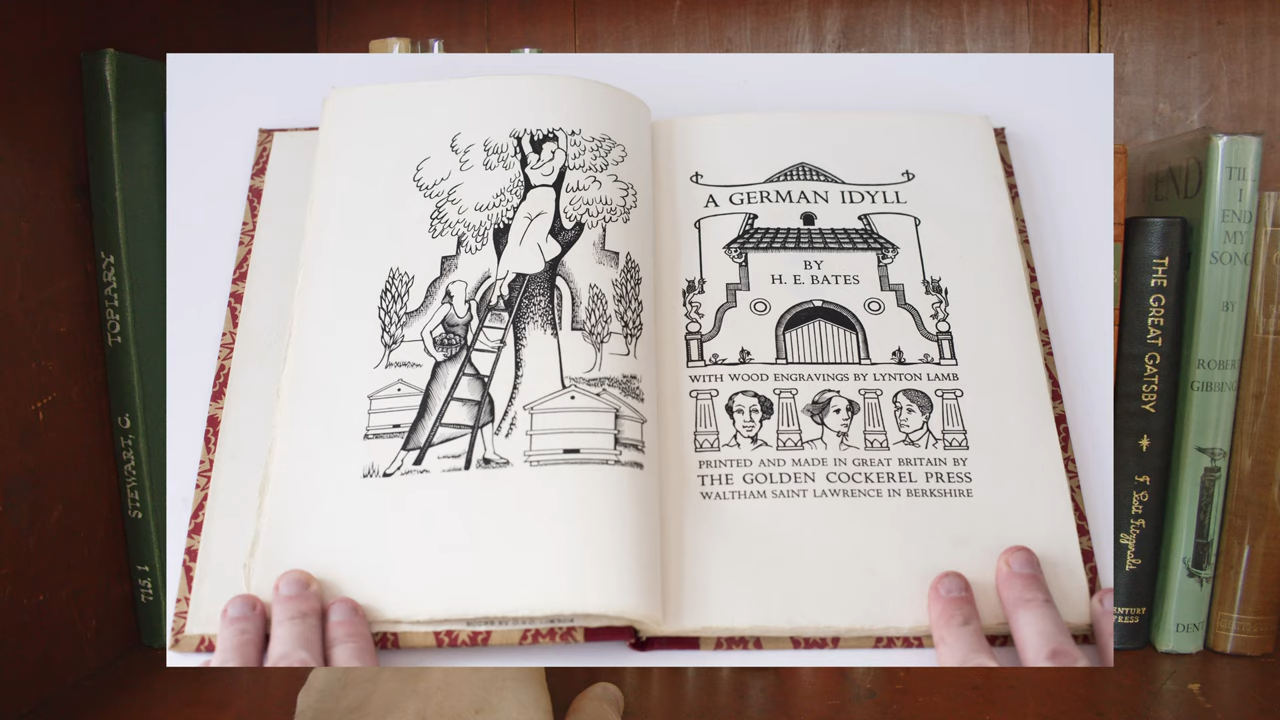 TOPIARY
STEWART, C.
715. 1
A GERMAN IDYLL
BY
H. E. BATES
WITH WOOD ENGRAVINGS BY LYNTON LAMB
PRINTED AND MADE IN GREAT BRITAIN BY
THE GOLDEN COCKEREL PRESS
WALTHAM SAINT LAWRENCE IN BERKSHIRE
THE GREAT GATSBY
F. Scott Fitzgerald
CENTURY
PRESS
END
TILL
I
END
MY
SONG
BY
ROBERT
GIBBINGS
DENT